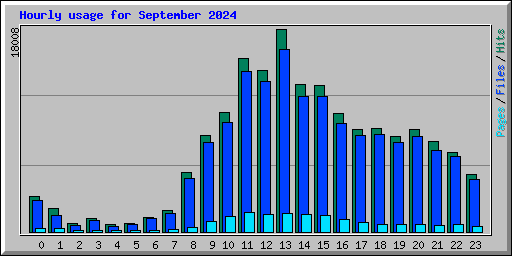 Hourly usage for September 2024
18008
Pages / Files / Hits
0 1 2 3 4 5 6 7 8 9 10 11 12 13 14 15 16 17 18 19 20 21 22 23